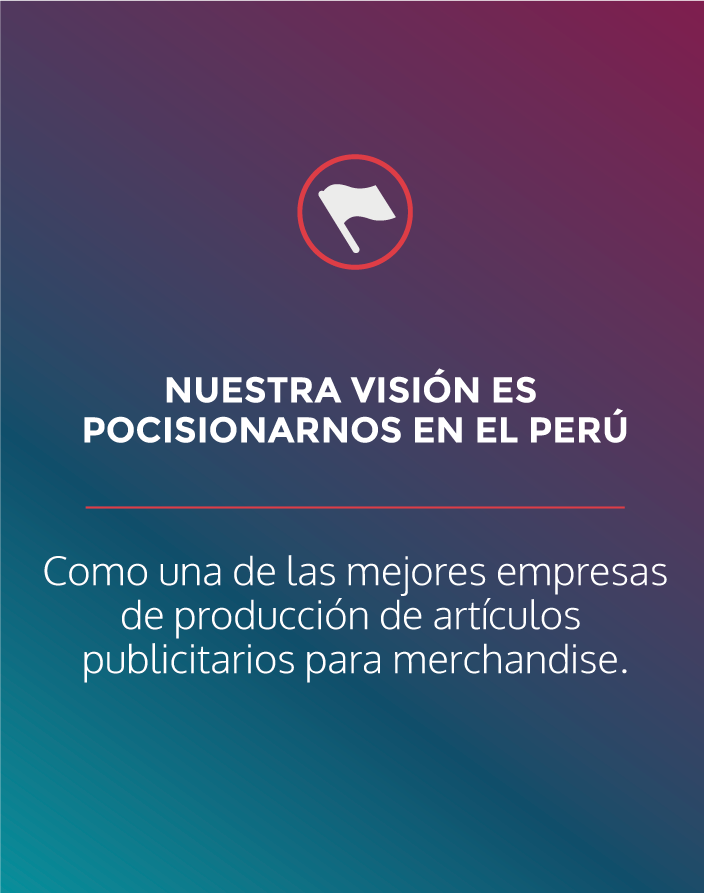 NUESTRA VISIÓN ES
POCISIONARNOS EN EL PERÚ
Como una de las mejores empresas
de producción de artículos
publicitarios para merchandise.